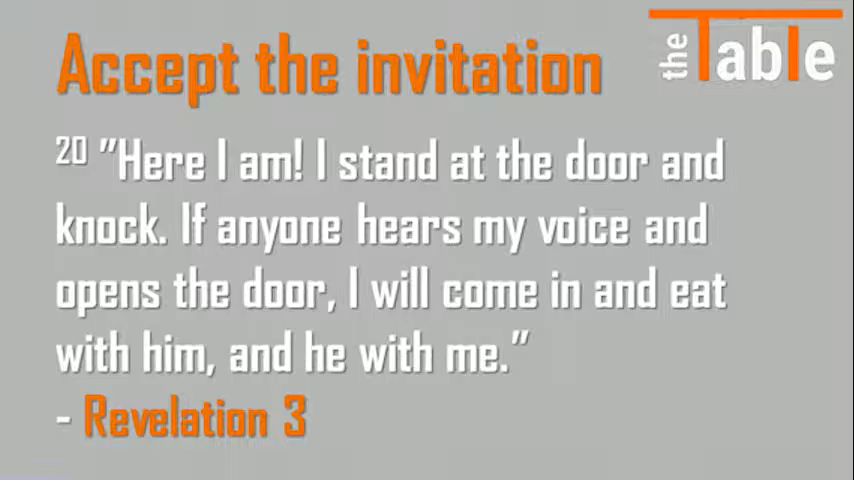 the Table
Accept the invitation
20 "Here I am! I stand at the door and
knock. If anyone hears my voice and
opens the door, I will come in and eat
with him, and he with me."
- Revelation 3